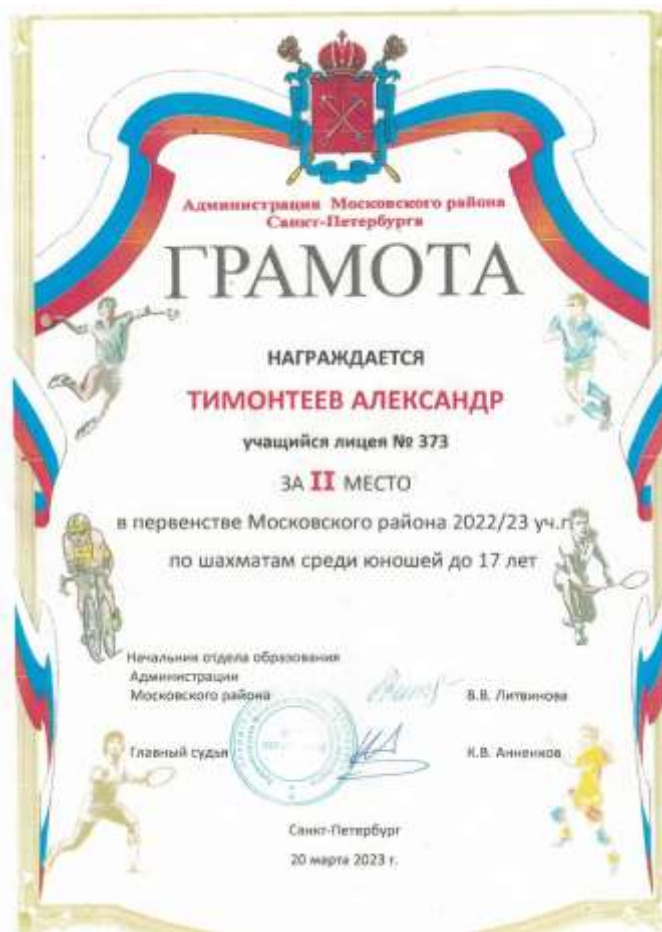 Администрация Московского района
Санкт-Петербурга
ГРАМОТА
НАГРАЖДАЕТСЯ
ТИМОНТЕЕВ АЛЕКСАНДР
учащийся лицея № 373
ЗА II МЕСТО
в первенстве Московского района 2022/23 уч.г
по шахматам среди юношей до 17 лет
Начальник отдела образования
Администрации
Московского района В.В. Литвинова
Главный судья К.В. Анненков
Санкт-Петербург
20 марта 2023 г.